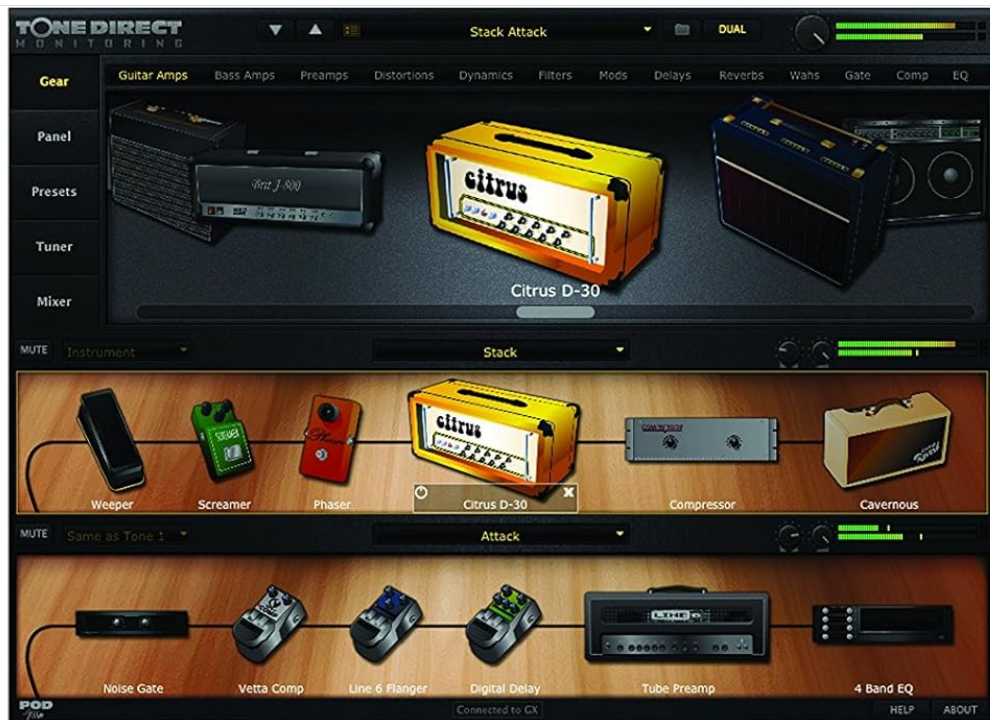 TONE DIRECT
MONITORING
Stack Attack
DUAL
Gear
Panel
Presets
Tuner
Mixer
Guitar Amps Bass Amps Preamps Distortions Dynamics Filters Mods Delays Reverbs Wahs Gate Comp EQ
Brit J-800
citrus
Citrus D-30
MUTE Instrument Stack
citrus
Weeper Screamer Phaser Citrus D-30 Compressor Cavernous
MUTE Same as Tone 1 Attack
LINE 6
Noise Gate Vetta Comp Line 6 Flanger Digital Delay Tube Preamp 4 Band EQ
POD
Connected to GX
HELP ABOUT